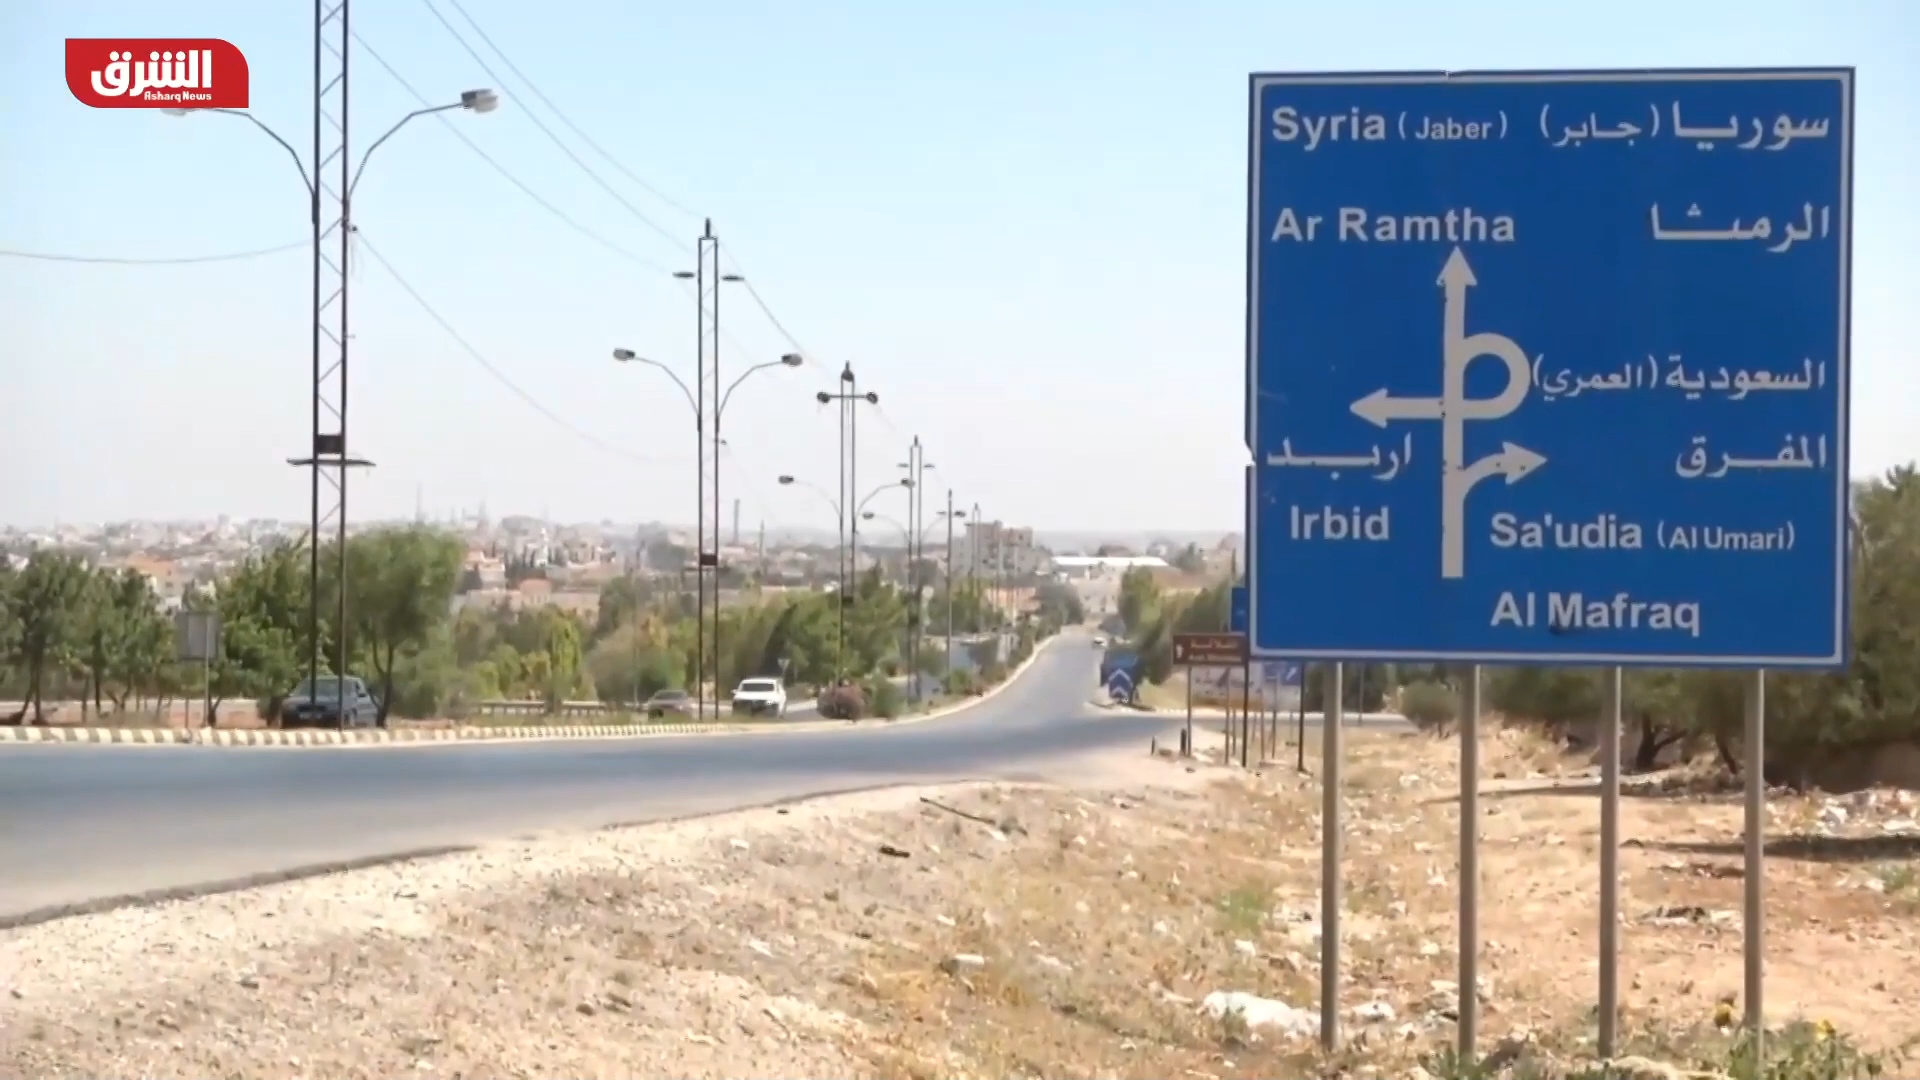 الشرق
Asharq News
Syria (Jaber) سوريا (جابر)
Ar Ramtha الرمثا
السعودية (العمري)
اربد المفرق
Irbid Sa'udia (Al Umari)
Al Mafraq